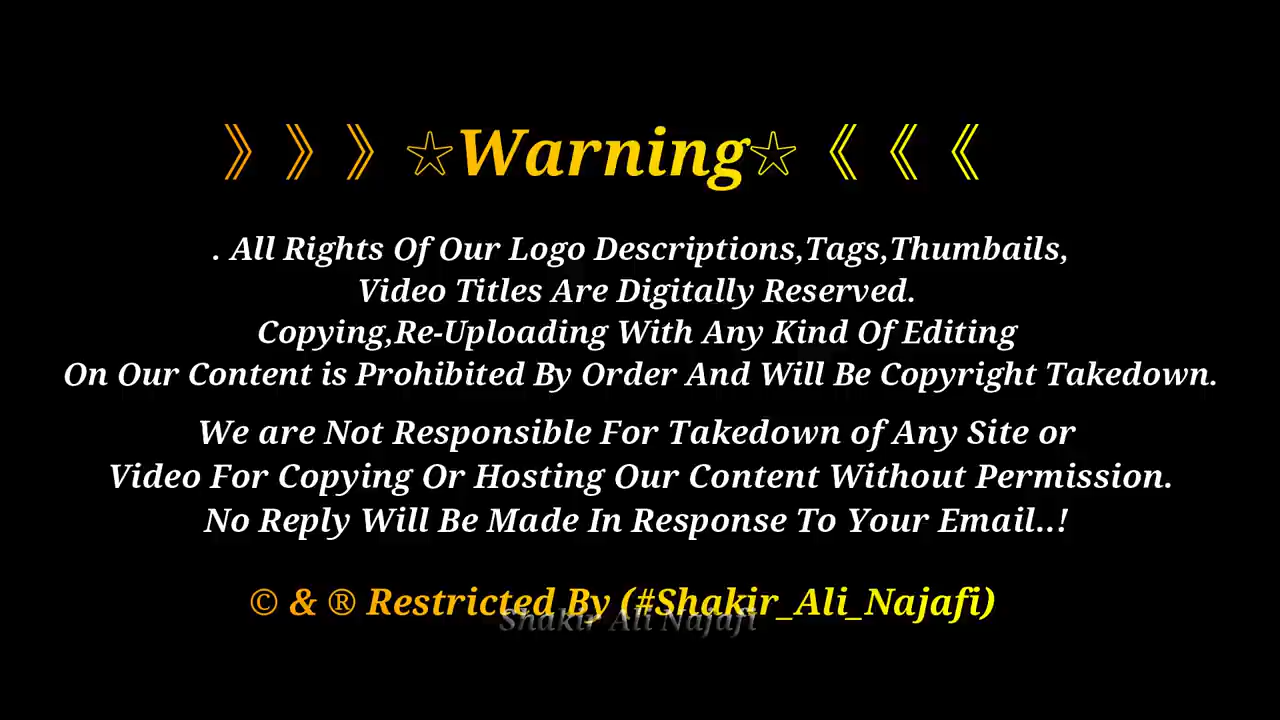 》》》☆Warning☆《《《
. All Rights Of Our Logo Descriptions,Tags,Thumbails,
Video Titles Are Digitally Reserved.
Copying,Re-Uploading With Any Kind Of Editing
On Our Content is Prohibited By Order And Will Be Copyright Takedown.
We are Not Responsible For Takedown of Any Site or
Video For Copying Or Hosting Our Content Without Permission.
No Reply Will Be Made In Response To Your Email..!
© & ® Restricted By (#Shakir_Ali_Najafi)
Shakir Ali Najafi